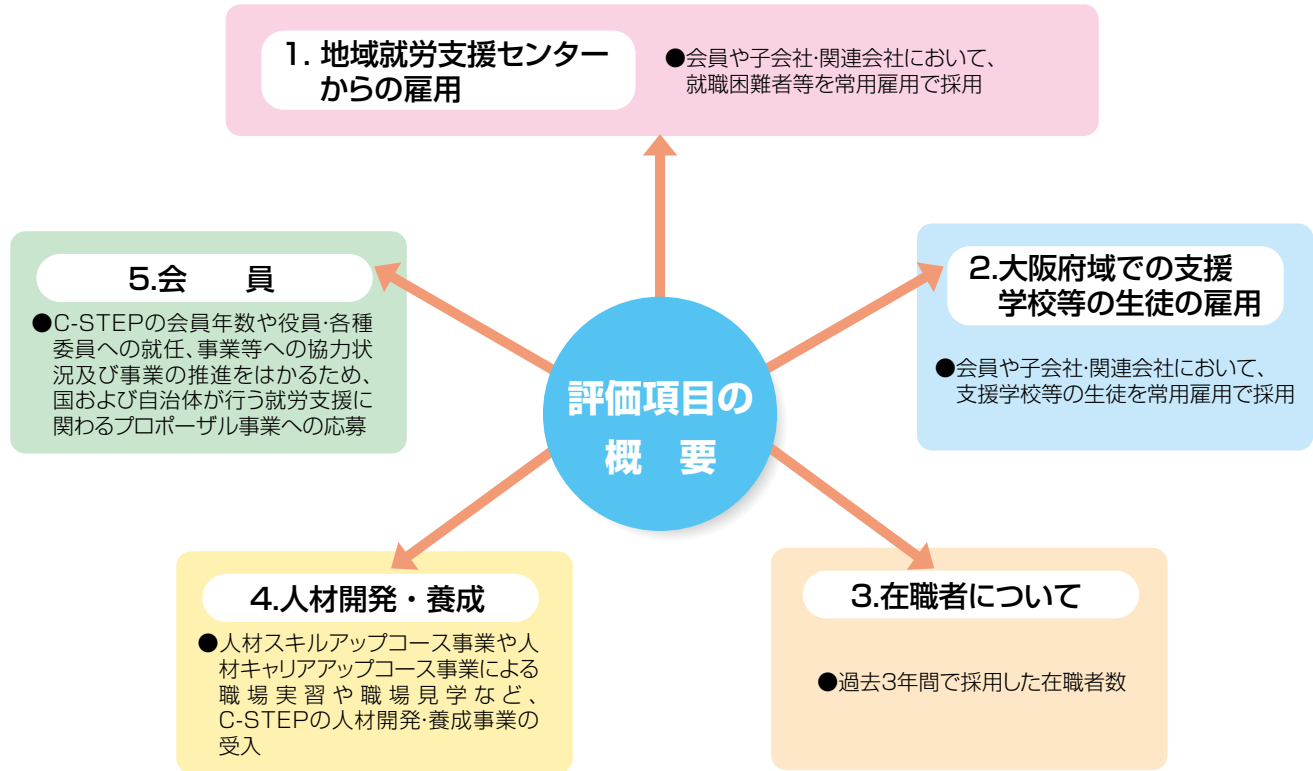 1. 地域就労支援センター
からの雇用
●会員や子会社・関連会社において、
就職困難者等を常用雇用で採用
2.大阪府域での支援
学校等の生徒の雇用
●会員や子会社・関連会社において、
支援学校等の生徒を常用雇用で採用
3.在職者について
●過去3年間で採用した在職者数
4.人材開発・養成
●人材スキルアップコース事業や人
材キャリアアップコース事業による
職場実習や職場見学など、
C-STEPの人材開発・養成事業の
受入
5.会　員
●C-STEPの会員年数や役員・各種
委員への就任、事業等への協力状
況及び事業の推進をはかるため、
国および自治体が行う就労支援に
関わるプロポーザル事業への応募
評価項目の
概　要